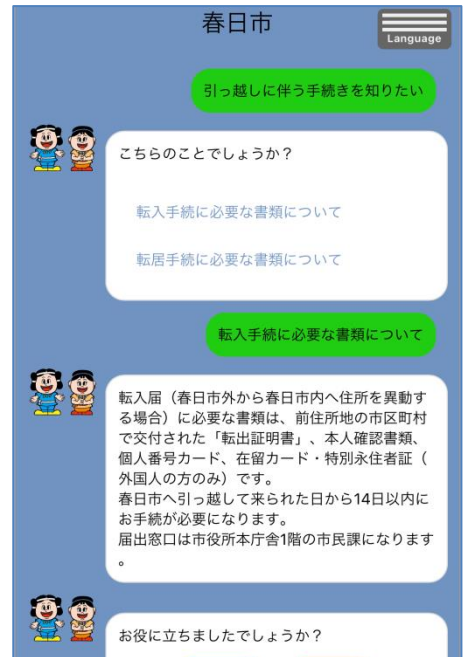 春日市
Language
引っ越しに伴う手続きを知りたい
こちらのことでしょうか？
転入手続に必要な書類について
転居手続に必要な書類について
転入手続に必要な書類について
転入届（春日市外から春日市内へ住所を異動す
る場合）に必要な書類は、前住所地の市区町村
で交付された「転出証明書」、本人確認書類、
個人番号カード、在留カード・特別永住者証（
外国人の方のみ）です。
春日市へ引っ越して来られた日から14日以内に
お手続が必要になります。
届出窓口は市役所本庁舎1階の市民課になります
。
お役に立ちましたでしょうか？